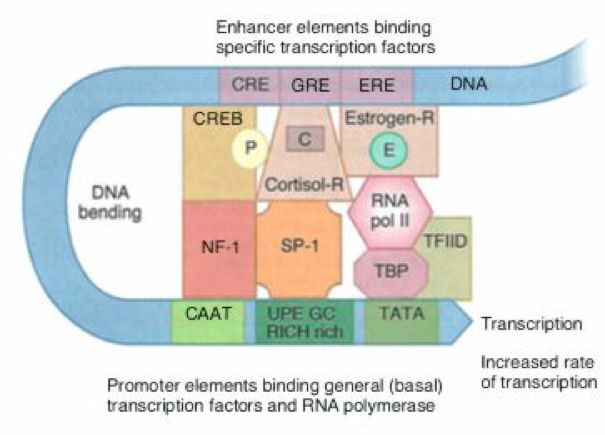 Enhancer elements binding
specific transcription factors
CRE GRE ERE DNA
CREB
Estrogen-R
P
C
E
Cortisol-R
DNA
bending
RNA
pol II
NF-1
SP-1
TFIID
TBP
CAAT
UPE GC
RICH rich
TATA
Transcription
Increased rate
of transcription
Promoter elements binding general (basal)
transcription factors and RNA polymerase